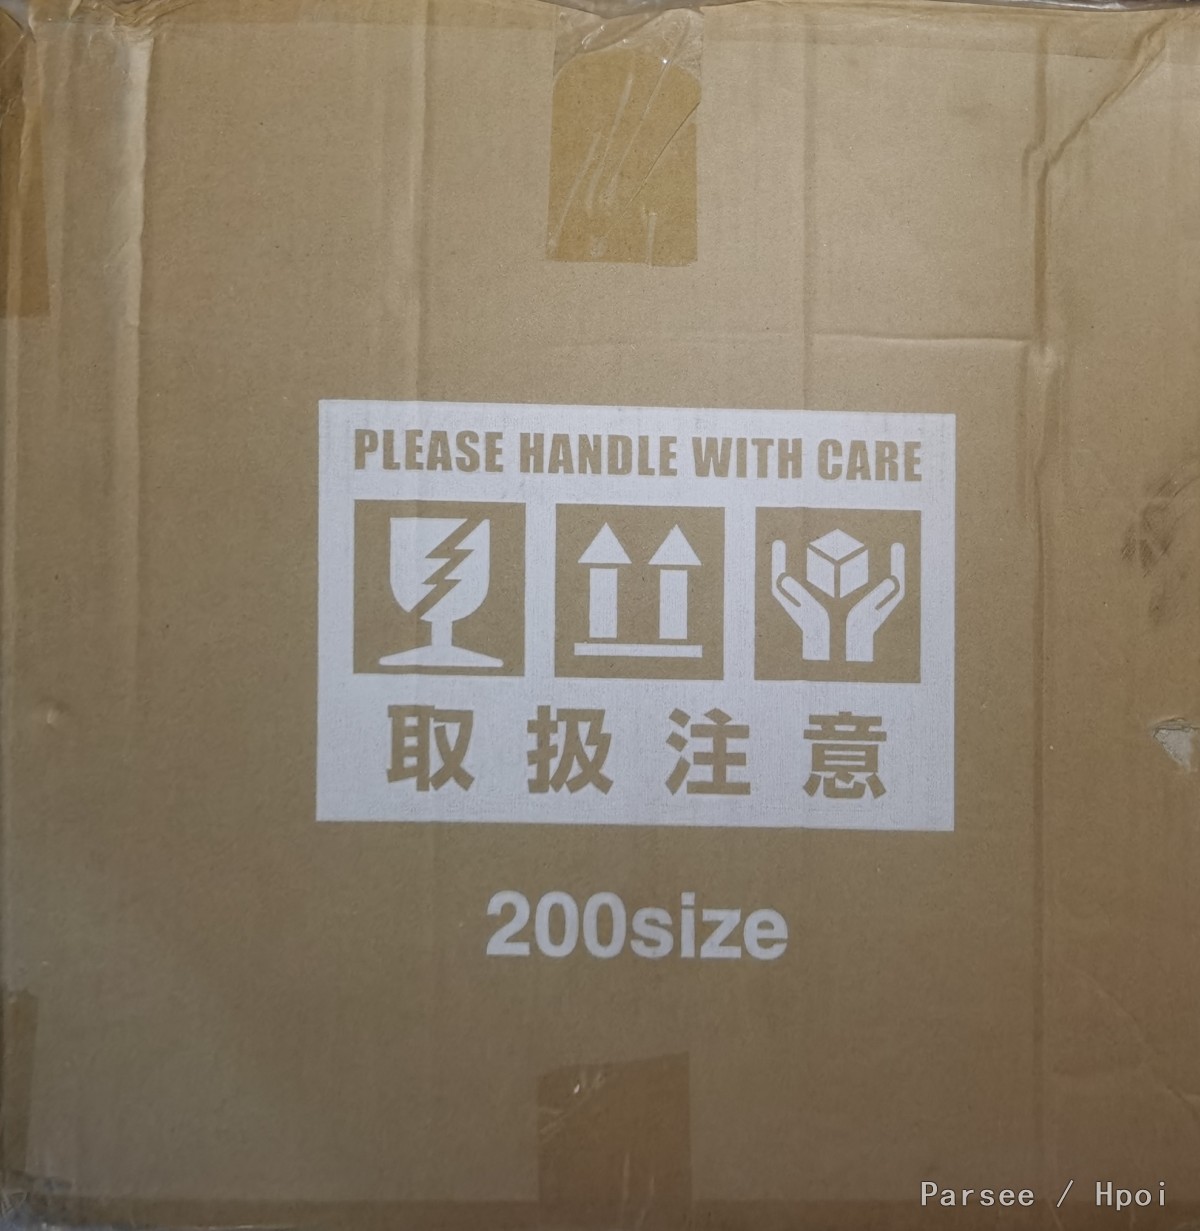 PLEASE HANDLE WITH CARE
取扱注意
200size
Parsee / Hpoi